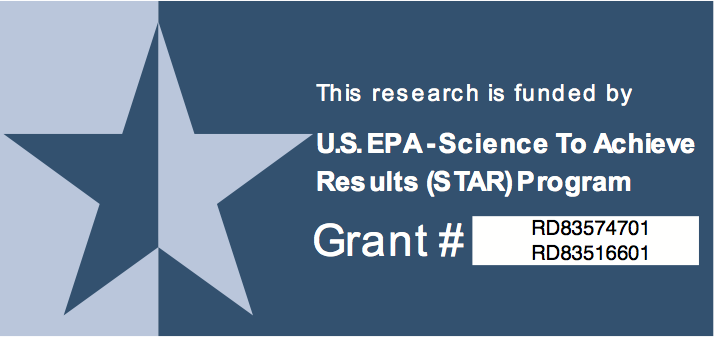 This research is funded by
U.S. EPA - Science To Achieve
Results (STAR) Program
Grant #
RD83574701
RD83516601